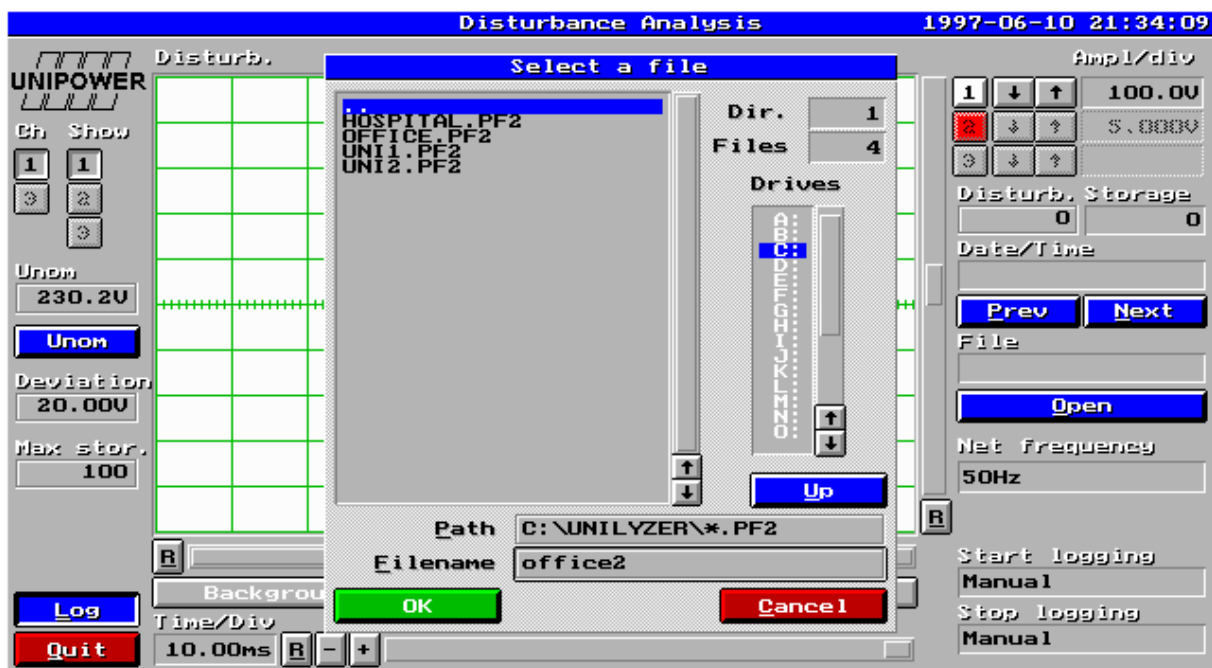 Disturbance Analysis 1997-06-10 21:34:09
UNIPOWER
Disturb.
Ch Show
1 1
3 2
3
Unom
230.2V
Unom
Deviation
20.00V
Max stor.
100
Log
Quit
Select a file
..
HOSPITAL.PF2
OFFICE.PF2
UNI1.PF2
UNI2.PF2
Dir. 1
Files 4
Drives
A:
B:
C:
D:
E:
F:
G:
H:
I:
J:
K:
L:
M:
N:
O:
Up
Path C:\UNILYZER\*.PF2
Filename office2
OK Cancel
R
Backgrou
Time/Div
10.00ms R - +
R
Ampl/div
1 100.0V
2 5.000V
3
Disturb. Storage
0 0
Date/Time
Prev Next
File
Open
Net frequency
50Hz
Start logging
Manual
Stop logging
Manual